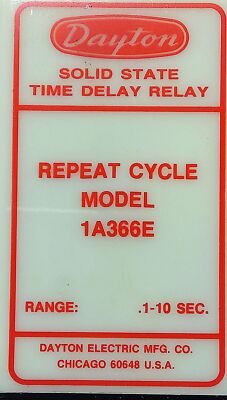 Dayton
SOLID STATE
TIME DELAY RELAY
REPEAT CYCLE
MODEL
1A366E
RANGE: .1-10 SEC.
DAYTON ELECTRIC MFG. CO.
CHICAGO 60648 U.S.A.